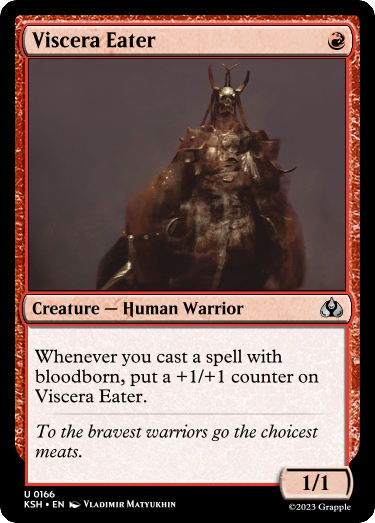 Viscera Eater
Creature — Human Warrior
Whenever you cast a spell with
bloodborn, put a +1/+1 counter on
Viscera Eater.
To the bravest warriors go the choicest
meats.
1/1
U 0166
KSH • EN Vladimir Matyukhin
©2023 Grapple